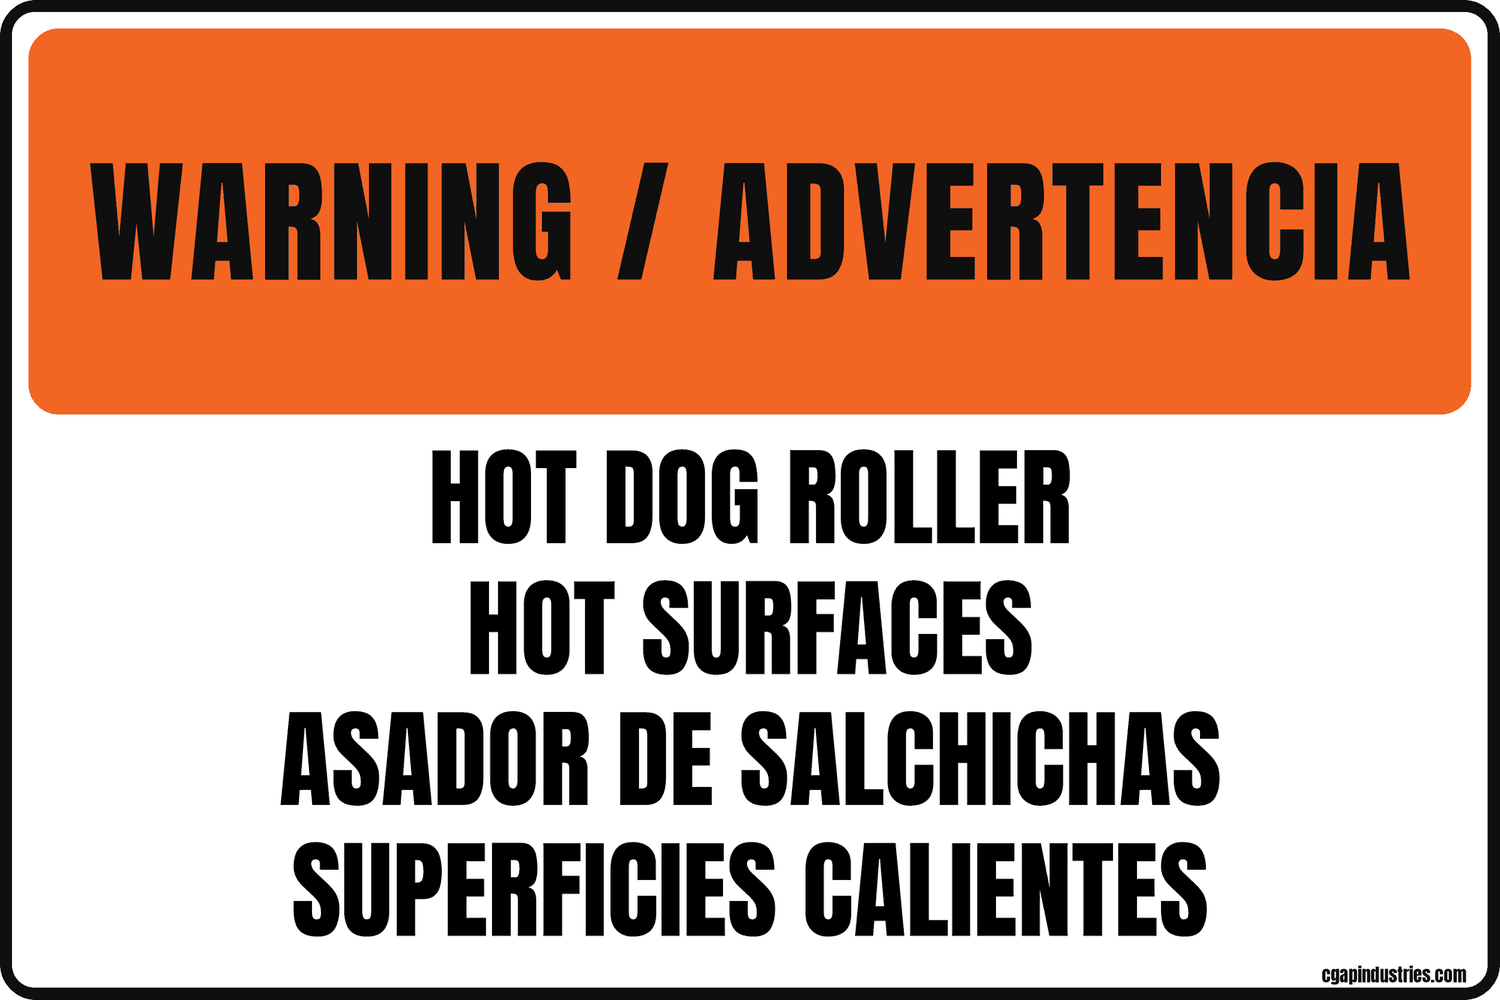 WARNING / ADVERTENCIA
HOT DOG ROLLER
HOT SURFACES
ASADOR DE SALCHICHAS
SUPERFICIES CALIENTES
cgapindustries.com